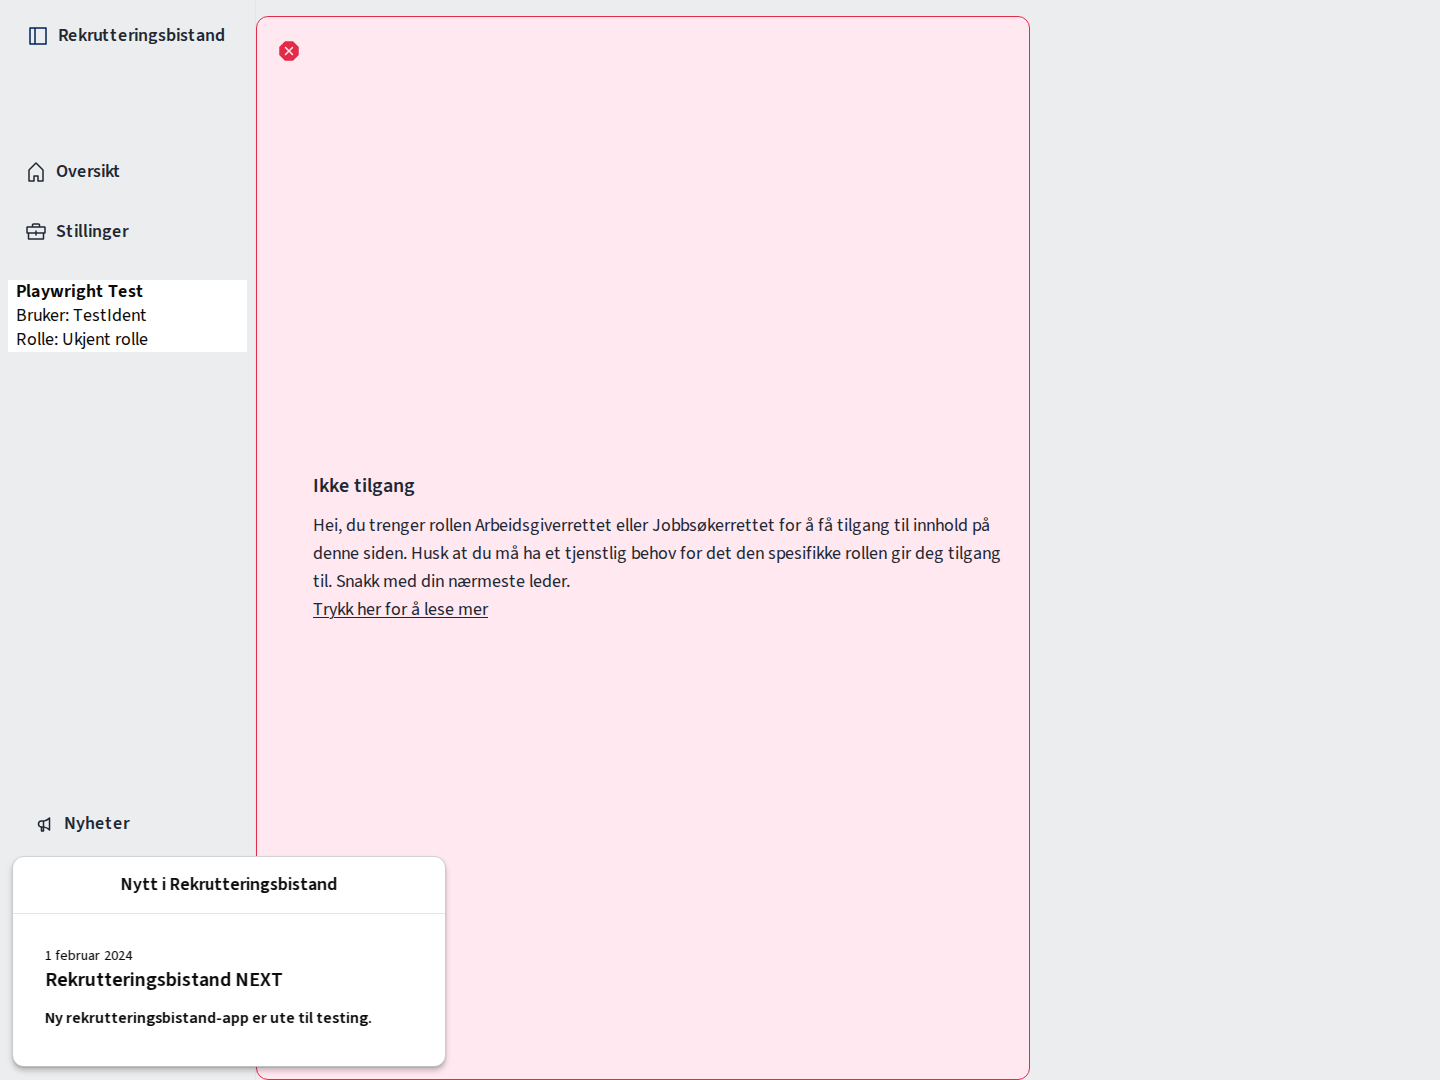 Rekrutteringsbistand
Oversikt
Stillinger
Playwright Test
Bruker: TestIdent
Rolle: Ukjent rolle
Ikke tilgang
Hei, du trenger rollen Arbeidsgiverrettet eller Jobbsøkerrettet for å få tilgang til innhold på
denne siden. Husk at du må ha et tjenstlig behov for det den spesifikke rollen gir deg tilgang
til. Snakk med din nærmeste leder.
Trykk her for å lese mer
Nyheter
Nytt i Rekrutteringsbistand
1 februar 2024
Rekrutteringsbistand NEXT
Ny rekrutteringsbistand-app er ute til testing.